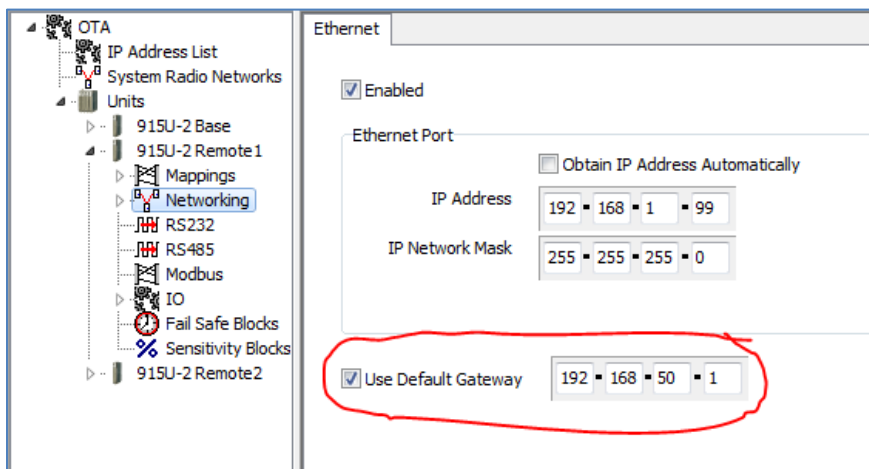 OTA
IP Address List
System Radio Networks
Units
915U-2 Base
915U-2 Remote1
Mappings
Networking
RS232
RS485
Modbus
IO
Fail Safe Blocks
Sensitivity Blocks
915U-2 Remote2
Ethernet
Enabled
Ethernet Port
Obtain IP Address Automatically
IP Address 192 - 168 - 1 - 99
IP Network Mask 255 - 255 - 255 - 0
Use Default Gateway 192 - 168 - 50 - 1